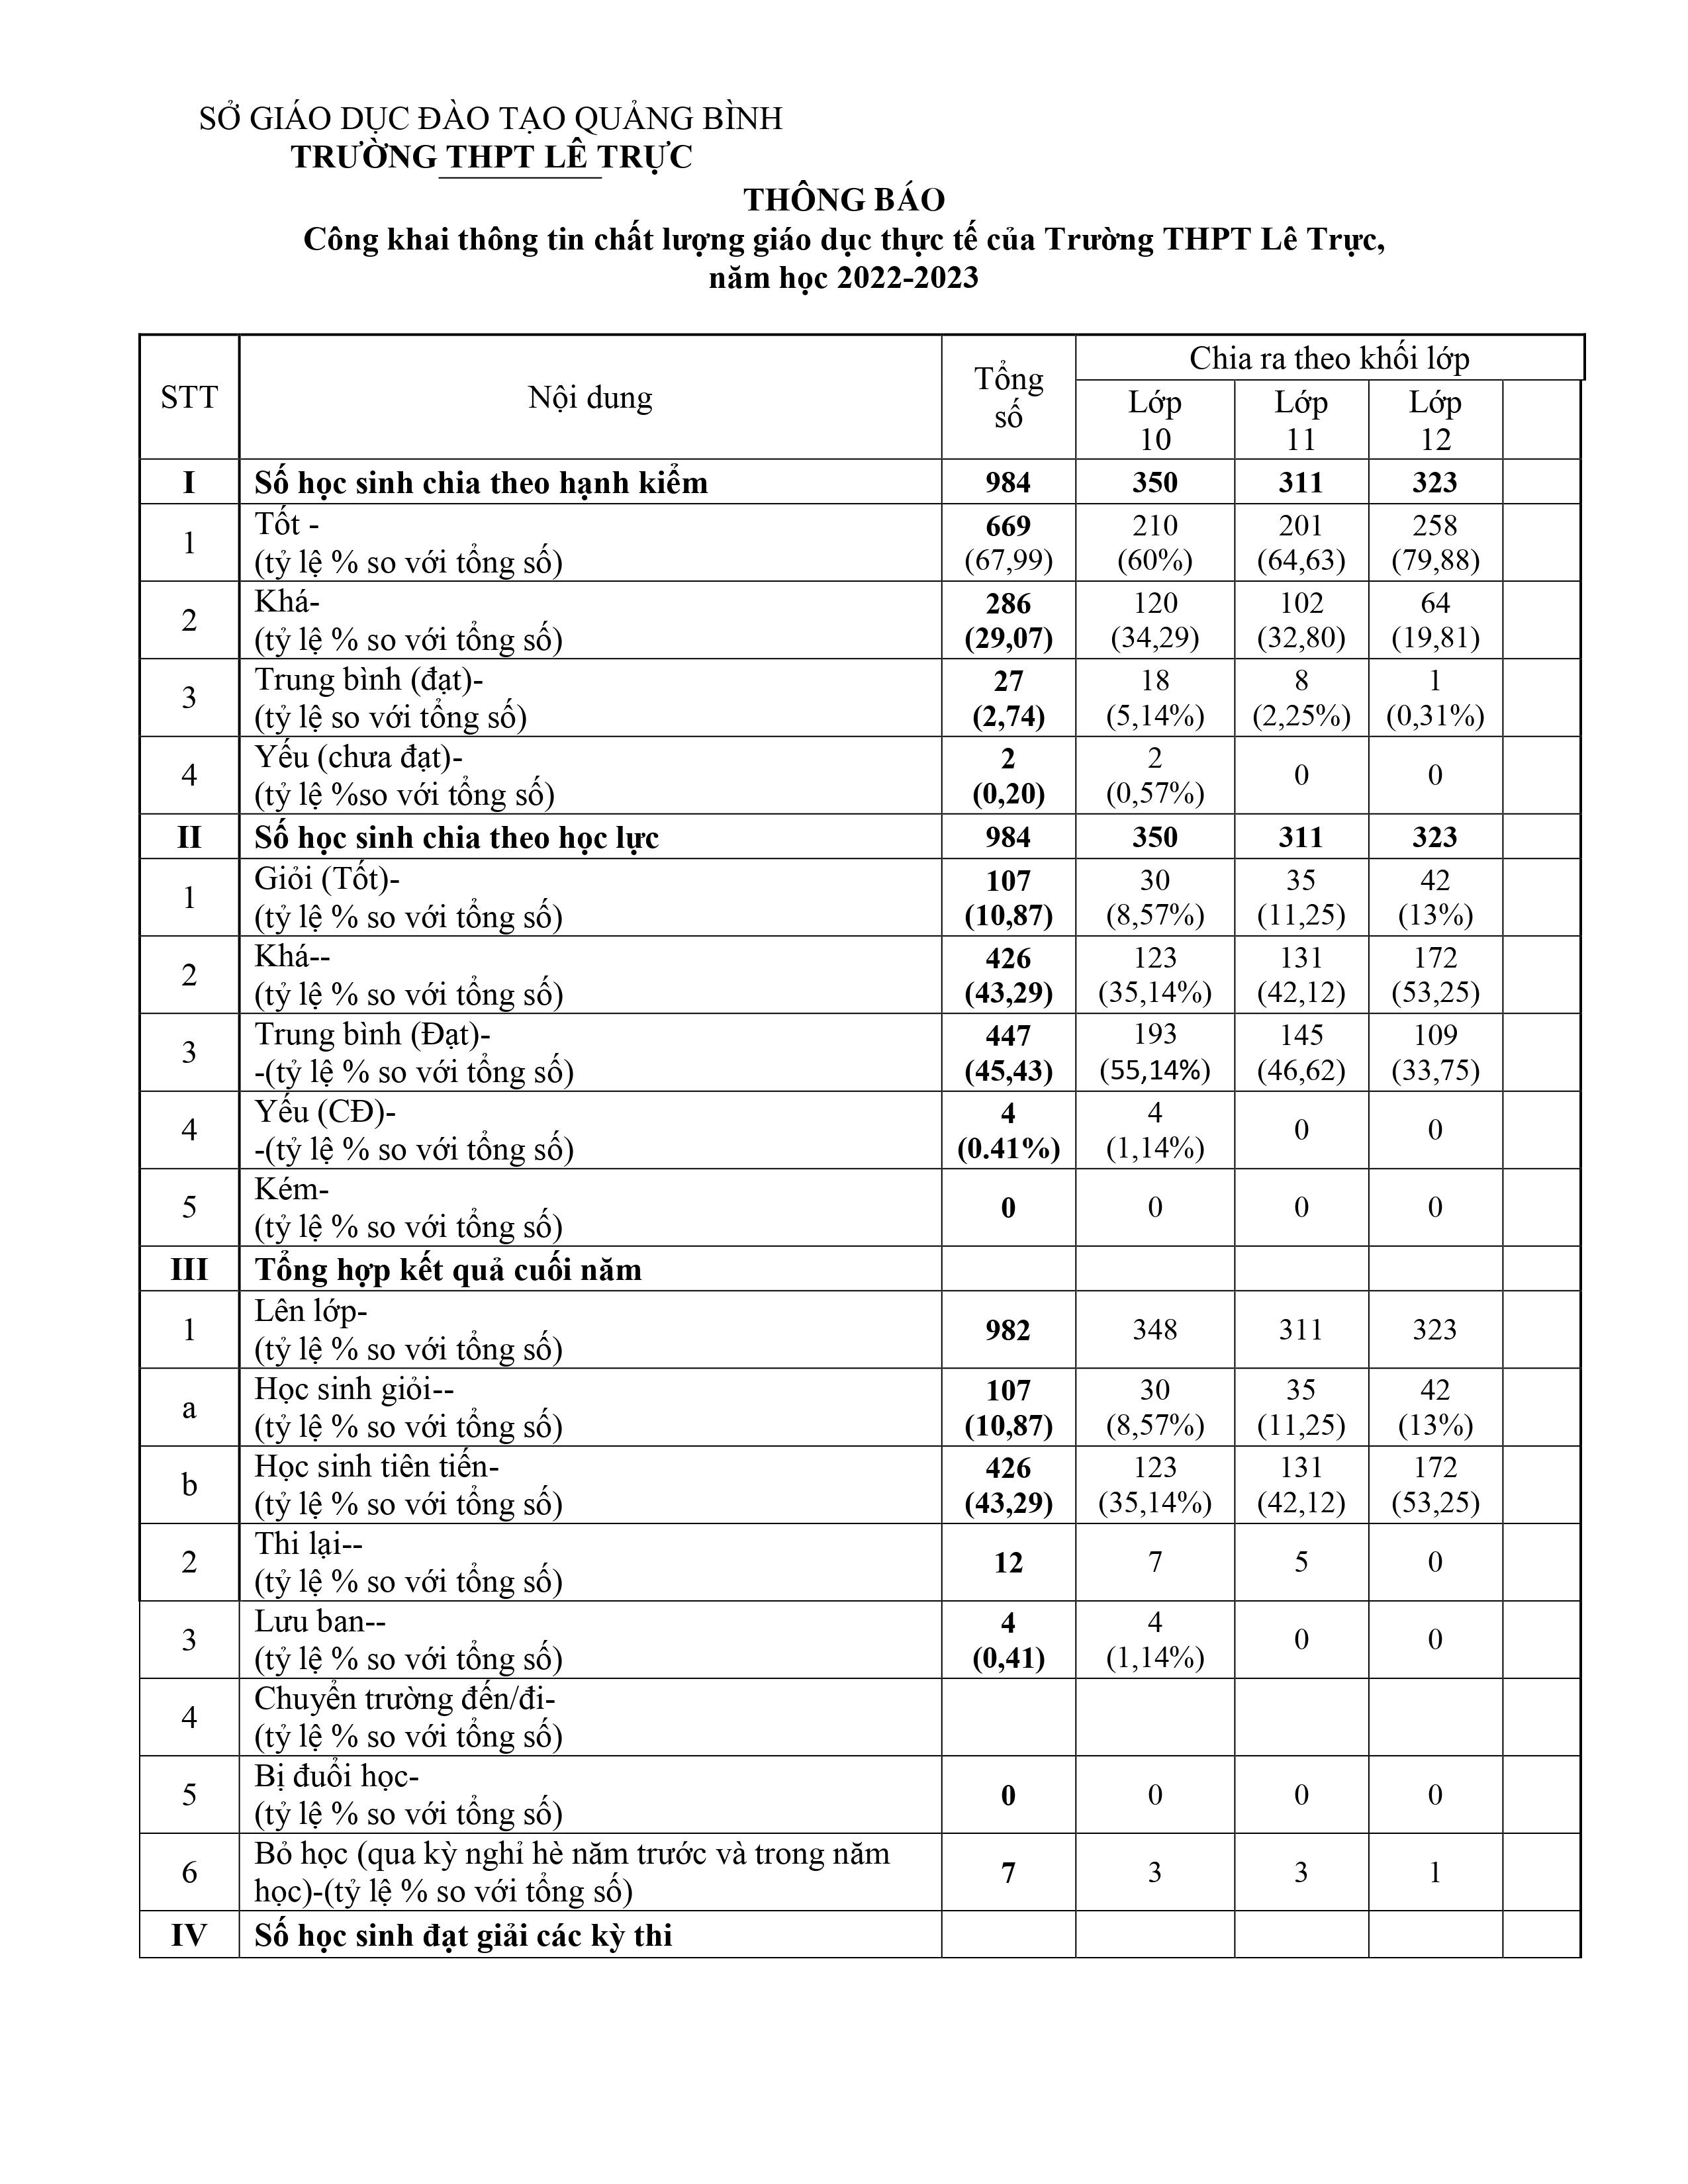 SỞ GIÁO DỤC ĐÀO TẠO QUẢNG BÌNH
TRƯỜNG THPT LÊ TRỰC
THÔNG BÁO
Công khai thông tin chất lượng giáo dục thực tế của Trường THPT Lê Trực,
năm học 2022-2023
STT Nội dung Tổng số Chia ra theo khối lớp
Lớp 10 Lớp 11 Lớp 12
I Số học sinh chia theo hạnh kiểm 984 350 311 323
1 Tốt - 669 210 201 258
(tỷ lệ % so với tổng số) (67,99) (60%) (64,63) (79,88)
2 Khá- 286 120 102 64
(tỷ lệ % so với tổng số) (29,07) (34,29) (32,80) (19,81)
3 Trung bình (đạt)- 27 18 8 1
(tỷ lệ so với tổng số) (2,74) (5,14%) (2,25%) (0,31%)
4 Yếu (chưa đạt)- 2 2 0 0
(tỷ lệ %so với tổng số) (0,20) (0,57%)
II Số học sinh chia theo học lực 984 350 311 323
1 Giỏi (Tốt)- 107 30 35 42
(tỷ lệ % so với tổng số) (10,87) (8,57%) (11,25) (13%)
2 Khá-- 426 123 131 172
(tỷ lệ % so với tổng số) (43,29) (35,14%) (42,12) (53,25)
3 Trung bình (Đạt)- 447 193 145 109
-(tỷ lệ % so với tổng số) (45,43) (55,14%) (46,62) (33,75)
4 Yếu (CĐ)- 4 4 0 0
-(tỷ lệ % so với tổng số) (0.41%) (1,14%)
5 Kém- 0 0 0 0
(tỷ lệ % so với tổng số)
III Tổng hợp kết quả cuối năm
1 Lên lớp- 982 348 311 323
(tỷ lệ % so với tổng số)
a Học sinh giỏi-- 107 30 35 42
(tỷ lệ % so với tổng số) (10,87) (8,57%) (11,25) (13%)
b Học sinh tiên tiến- 426 123 131 172
(tỷ lệ % so với tổng số) (43,29) (35,14%) (42,12) (53,25)
2 Thi lại-- 12 7 5 0
(tỷ lệ % so với tổng số)
3 Lưu ban-- 4 4 0 0
(tỷ lệ % so với tổng số) (0,41) (1,14%)
4 Chuyển trường đến/đi-
(tỷ lệ % so với tổng số)
5 Bị đuổi học- 0 0 0 0
(tỷ lệ % so với tổng số)
6 Bỏ học (qua kỳ nghỉ hè năm trước và trong năm 7 3 3 1
học)-(tỷ lệ % so với tổng số)
IV Số học sinh đạt giải các kỳ thi